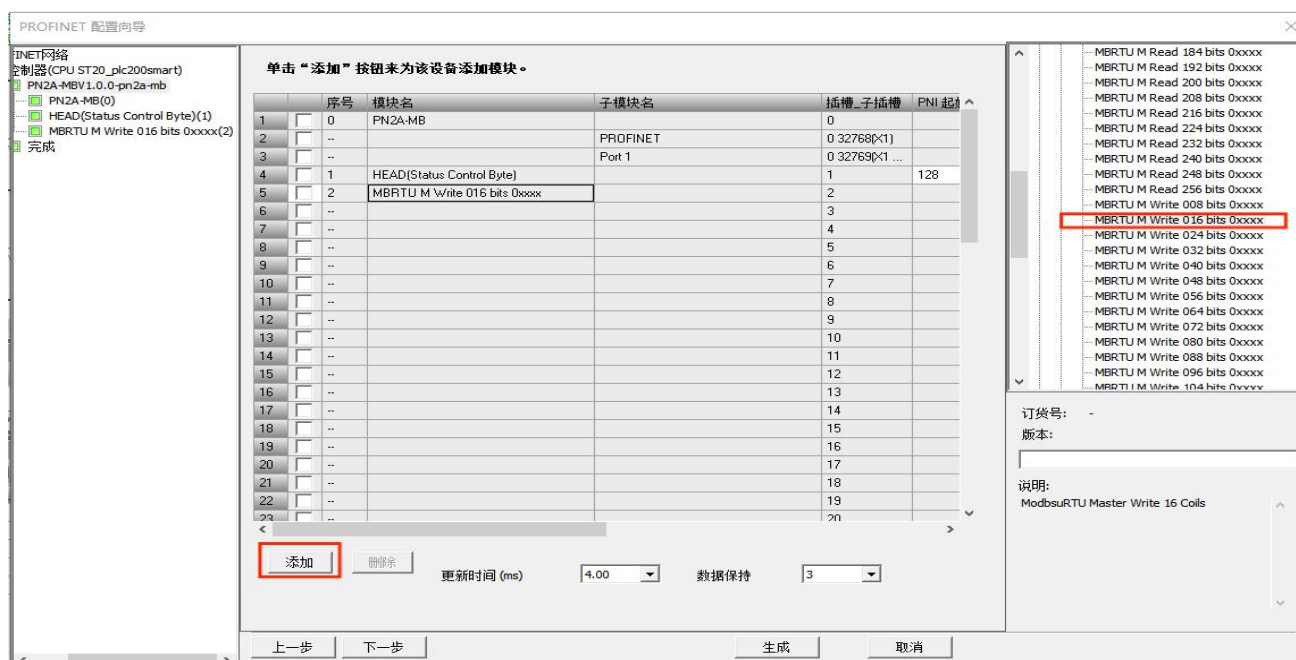 PROFINET 配置向导
INET网络
控制器(CPU ST20_plc200smart)
PN2A-MBV1.0.0-pn2a-mb
PN2A-MB(0)
HEAD(Status Control Byte)(1)
MBRTU M Write 016 bits 0xxxx(2)
完成
单击“添加”按钮来为该设备添加模块。
序号 模块名 子模块名 插槽_子插槽 PNI 起始
1 0 PN2A-MB 0
2 -- PROFINET 0 32768(X1)
3 -- Port 1 0 32769(X1 ...
4 1 HEAD(Status Control Byte) 1 128
5 2 MBRTU M Write 016 bits 0xxxx 2
6 -- 3
7 -- 4
8 -- 5
9 -- 6
10 -- 7
11 -- 8
12 -- 9
13 -- 10
14 -- 11
15 -- 12
16 -- 13
17 -- 14
18 -- 15
19 -- 16
20 -- 17
21 -- 18
22 -- 19
23 -- 20
添加 删除 更新时间 (ms) 4.00 数据保持 3
上一步 下一步 生成 取消
MBRTU M Read 184 bits 0xxxx
MBRTU M Read 192 bits 0xxxx
MBRTU M Read 200 bits 0xxxx
MBRTU M Read 208 bits 0xxxx
MBRTU M Read 216 bits 0xxxx
MBRTU M Read 224 bits 0xxxx
MBRTU M Read 232 bits 0xxxx
MBRTU M Read 240 bits 0xxxx
MBRTU M Read 248 bits 0xxxx
MBRTU M Read 256 bits 0xxxx
MBRTU M Write 008 bits 0xxxx
MBRTU M Write 016 bits 0xxxx
MBRTU M Write 024 bits 0xxxx
MBRTU M Write 032 bits 0xxxx
MBRTU M Write 040 bits 0xxxx
MBRTU M Write 048 bits 0xxxx
MBRTU M Write 056 bits 0xxxx
MBRTU M Write 064 bits 0xxxx
MBRTU M Write 072 bits 0xxxx
MBRTU M Write 080 bits 0xxxx
MBRTU M Write 088 bits 0xxxx
MBRTU M Write 096 bits 0xxxx
MBRTU M Write 104 bits 0xxxx
订货号: -
版本:
说明:
ModbsuRTU Master Write 16 Coils